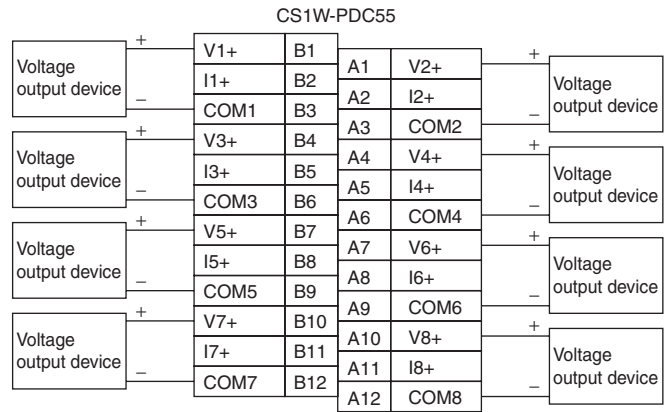 CS1W-PDC55
+ V1+ B1
Voltage
output device
I1+ B2
– COM1 B3
+ V3+ B4
Voltage
output device
I3+ B5
– COM3 B6
+ V5+ B7
Voltage
output device
I5+ B8
– COM5 B9
+ V7+ B10
Voltage
output device
I7+ B11
– COM7 B12
A1 V2+ +
Voltage
output device
A2 I2+
A3 COM2 –
A4 V4+ +
Voltage
output device
A5 I4+
A6 COM4 –
A7 V6+ +
Voltage
output device
A8 I6+
A9 COM6 –
A10 V8+ +
Voltage
output device
A11 I8+
A12 COM8 –